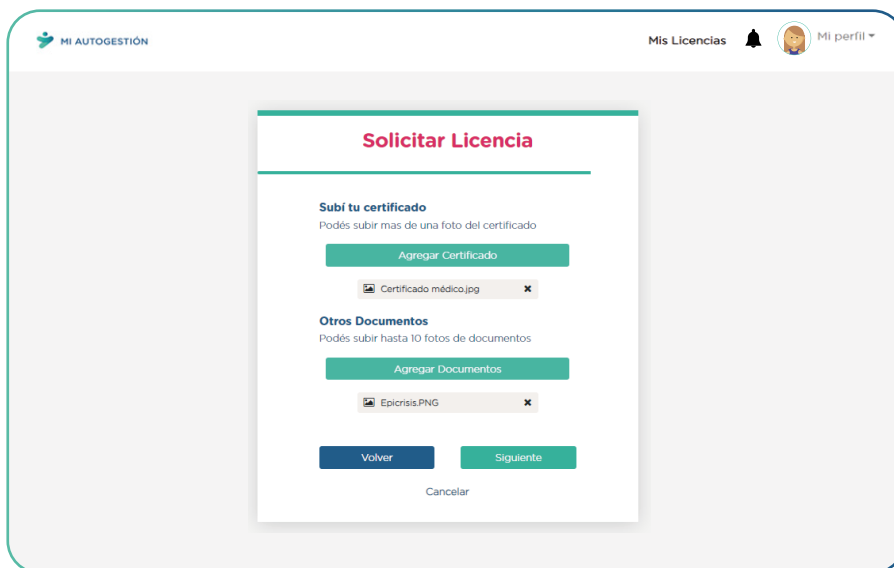 MI AUTOGESTIÓN
Mis Licencias
Mi perfil
Solicitar Licencia
Subí tu certificado
Podés subir mas de una foto del certificado
Agregar Certificado
Certificado médico.jpg
Otros Documentos
Podés subir hasta 10 fotos de documentos
Agregar Documentos
Epicrisis.PNG
Volver
Siguiente
Cancelar